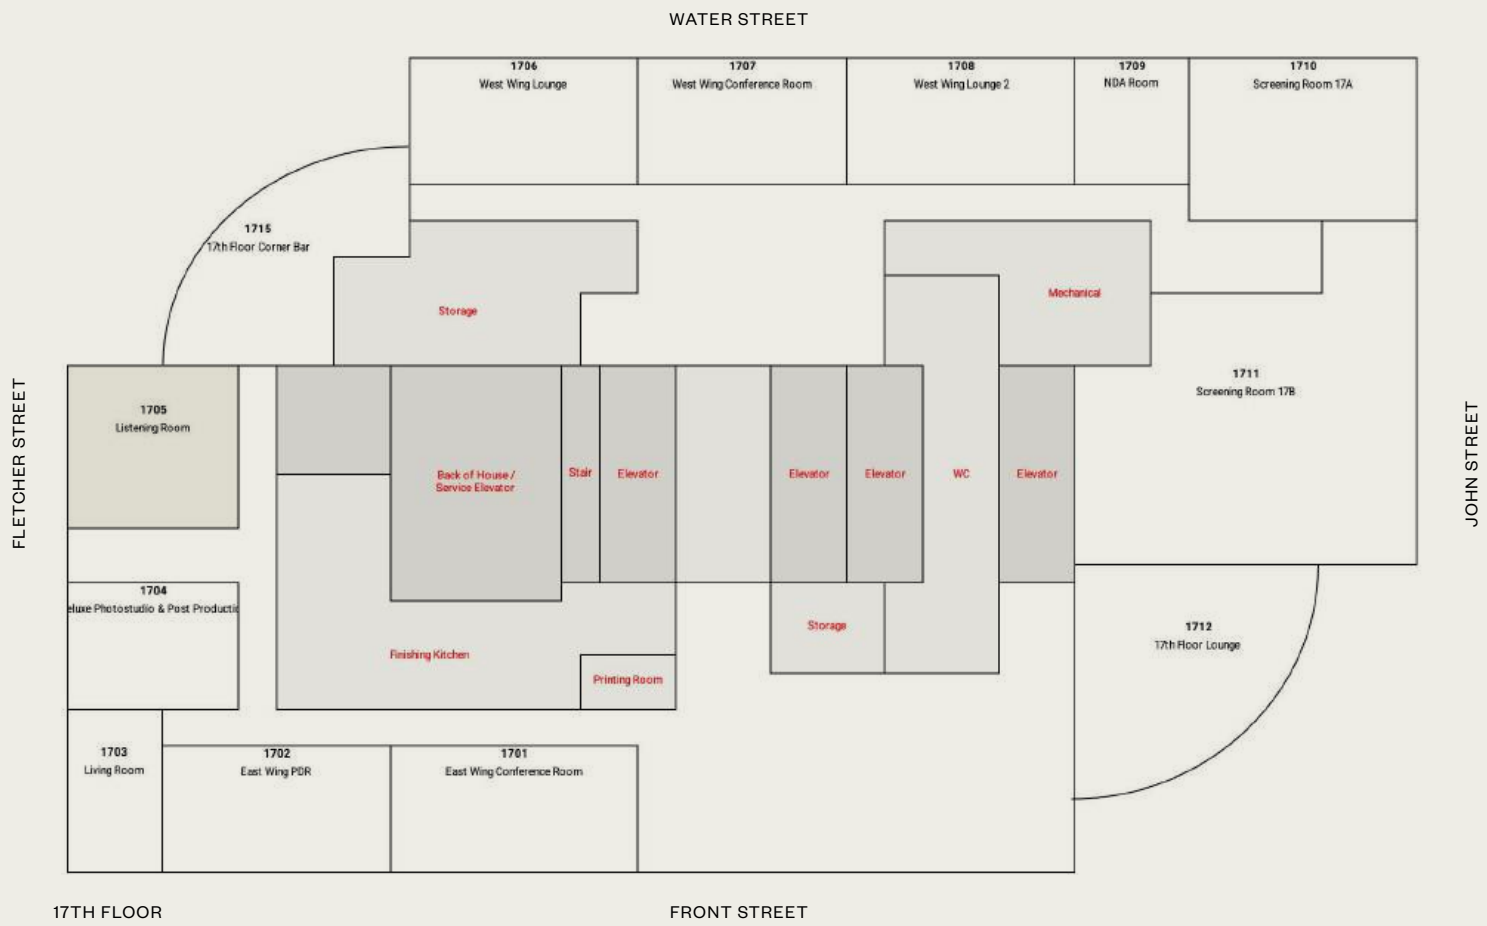 WATER STREET
1706
West Wing Lounge
1707
West Wing Conference Room
1708
West Wing Lounge 2
1709
NDA Room
1710
Screening Room 17A
1715
17th Floor Corner Bar
Storage
Mechanical
1711
Screening Room 17B
1705
Listening Room
Back of House /
Service Elevator
Stair
Elevator
Elevator
Elevator
WC
Elevator
FLETCHER STREET
JOHN STREET
1704
eluxe Photostudio & Post Productio
Storage
1712
17th Floor Lounge
Finishing Kitchen
Printing Room
1703
Living Room
1702
East Wing PDR
1701
East Wing Conference Room
17TH FLOOR
FRONT STREET